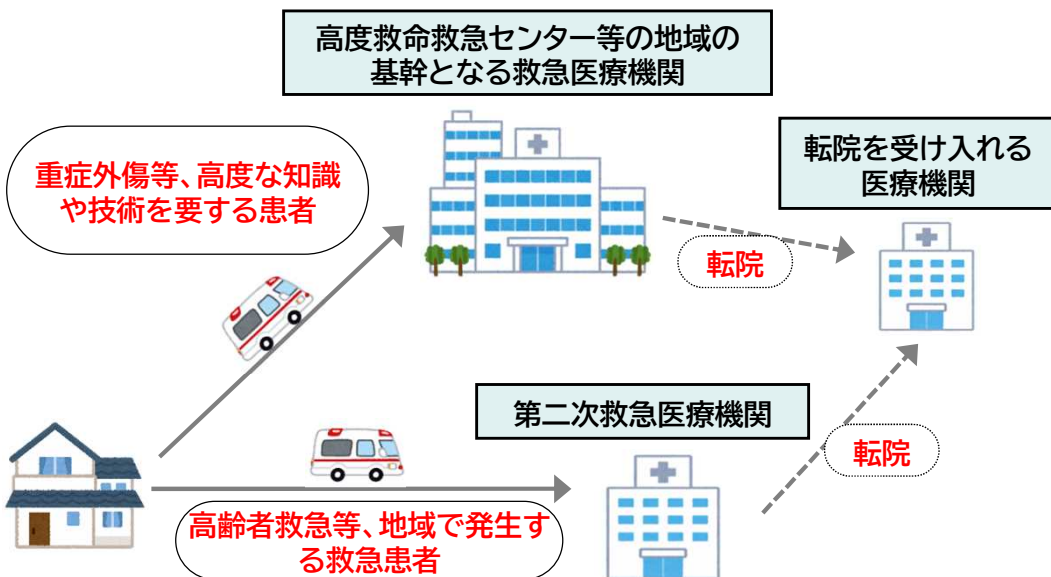 高度救命救急センター等の地域の
基幹となる救急医療機関
転院を受け入れる
医療機関
重症外傷等、高度な知識
や技術を要する患者
転院
第二次救急医療機関
転院
高齢者救急等、地域で発生す
る救急患者